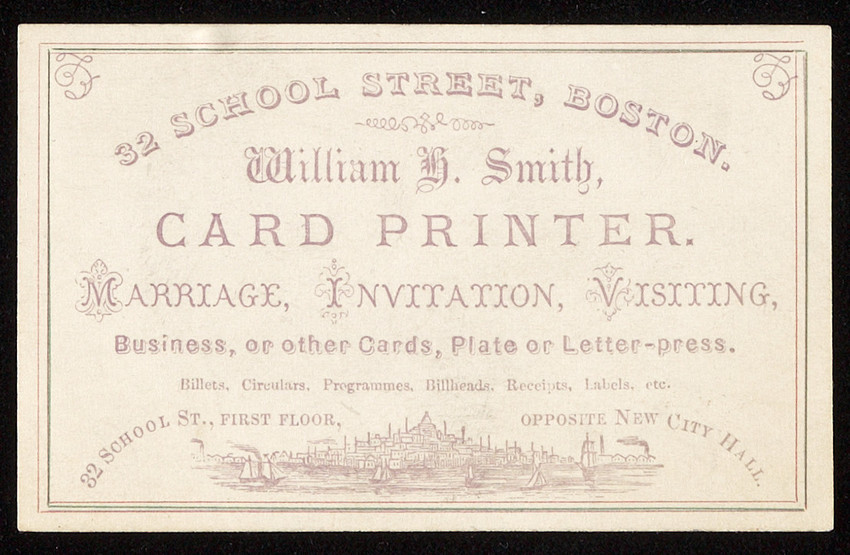 32 SCHOOL STREET, BOSTON.
William H. Smith,
CARD PRINTER.
MARRIAGE, INVITATION, VISITING,
Business, or other Cards, Plate or Letter-press.
Billets, Circulars, Programmes, Billheads, Receipts, Labels, etc.
32 SCHOOL ST., FIRST FLOOR, OPPOSITE NEW CITY HALL.